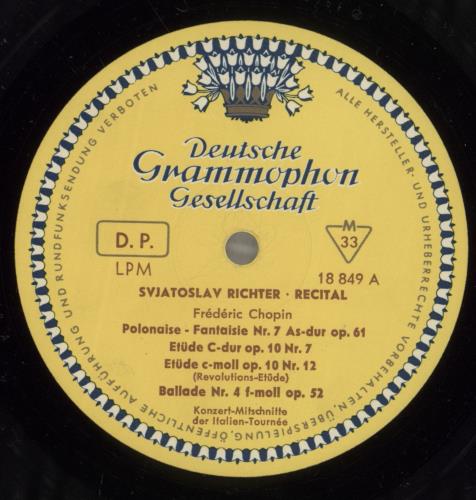 Deutsche
Grammophon
Gesellschaft
D. P.
LPM
M
33
18 849 A
SVJATOSLAV RICHTER · RECITAL
Frédéric Chopin
Polonaise - Fantaisie Nr. 7 As-dur op. 61
Etüde C-dur op. 10 Nr. 7
Etüde c-moll op. 10 Nr. 12
(Revolutions-Etüde)
Ballade Nr. 4 f-moll op. 52
Konzert-Mitschnitte
der Italien-Tournée
ALLE HERSTELLER- UND URHEBERRECHTE VORBEHALTEN, ÜBERSPIELUNG, ÖFFENTLICHE AUFFÜHRUNG UND RUNDFUNKSENDUNG VERBOTEN